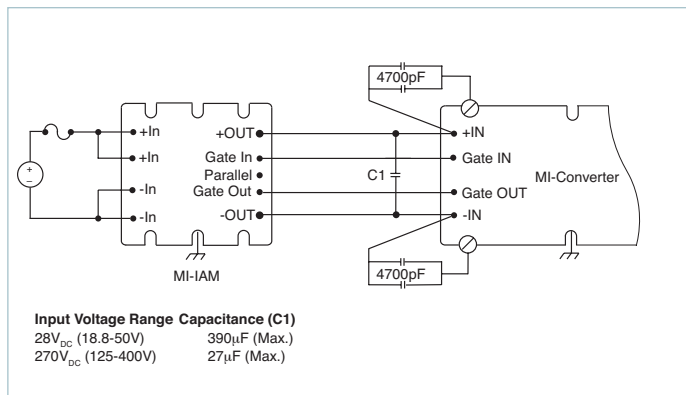 4700pF
+In
+In
-In
-In
+OUT
Gate In
Parallel
Gate Out
-OUT
C1
+IN
Gate IN
Gate OUT
-IN
MI-Converter
MI-IAM
4700pF
+
–
Input Voltage Range Capacitance (C1)
28VDC (18.8-50V) 390µF (Max.)
270VDC (125-400V) 27µF (Max.)